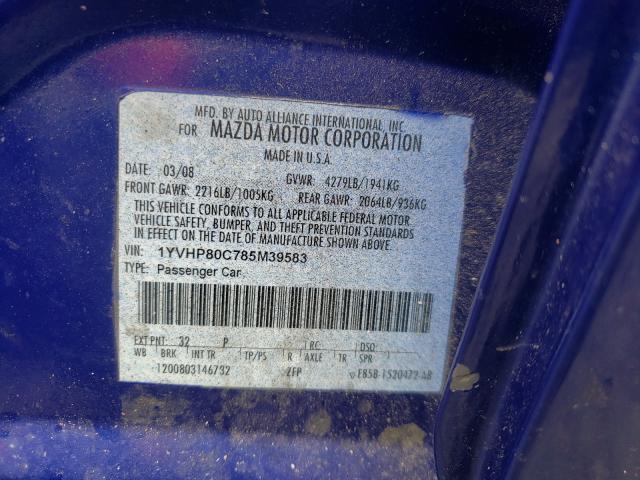 MFD. BY AUTO ALLIANCE INTERNATIONAL, INC.
FOR MAZDA MOTOR CORPORATION
MADE IN U.S.A.
DATE: 03/08 GVWR: 4279LB/1941KG
FRONT GAWR: 2216LB/1005KG REAR GAWR: 2064LB/936KG
THIS VEHICLE CONFORMS TO ALL APPLICABLE FEDERAL MOTOR
VEHICLE SAFETY, BUMPER, AND THEFT PREVENTION STANDARDS
IN EFFECT ON THE DATE OF MANUFACTURE SHOWN ABOVE.
VIN: 1YVHP80C785M39583
TYPE: Passenger Car
EXT PNT: 32 P RC: DSO:
WB BRK INT TR TP/PS R AXLE TR SPR
1200803146732 ZFP